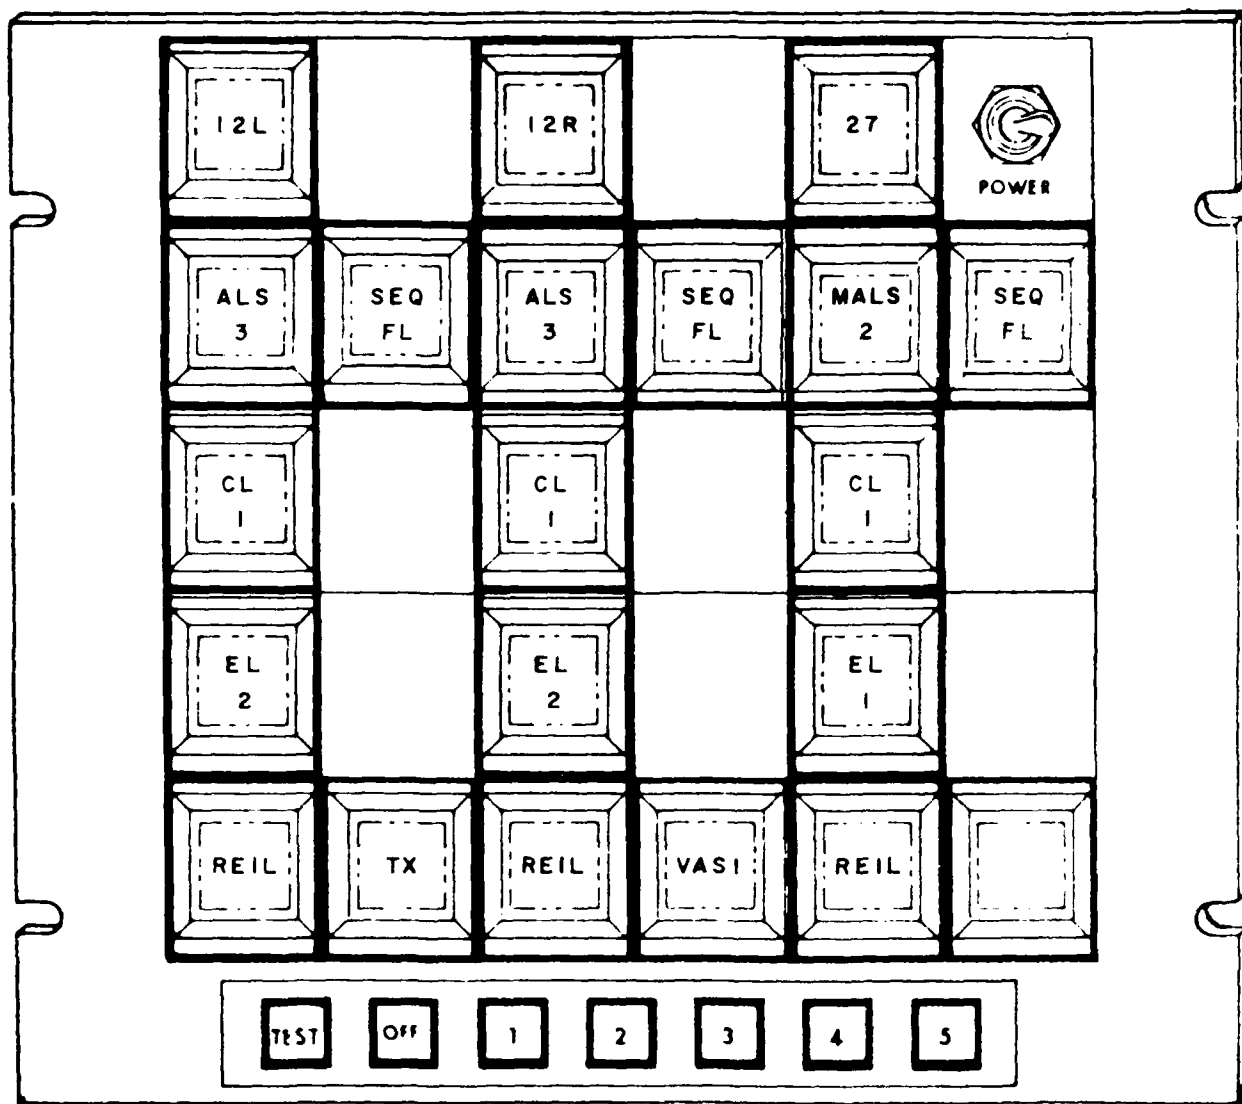 12L 12R 27
POWER
ALS SEQ ALS SEQ MALS SEQ
3 FL 3 FL 2 FL
CL CL CL
1 1 1
EL EL EL
2 2 1
REIL TX REIL VASI REIL
TEST OFF 1 2 3 4 5